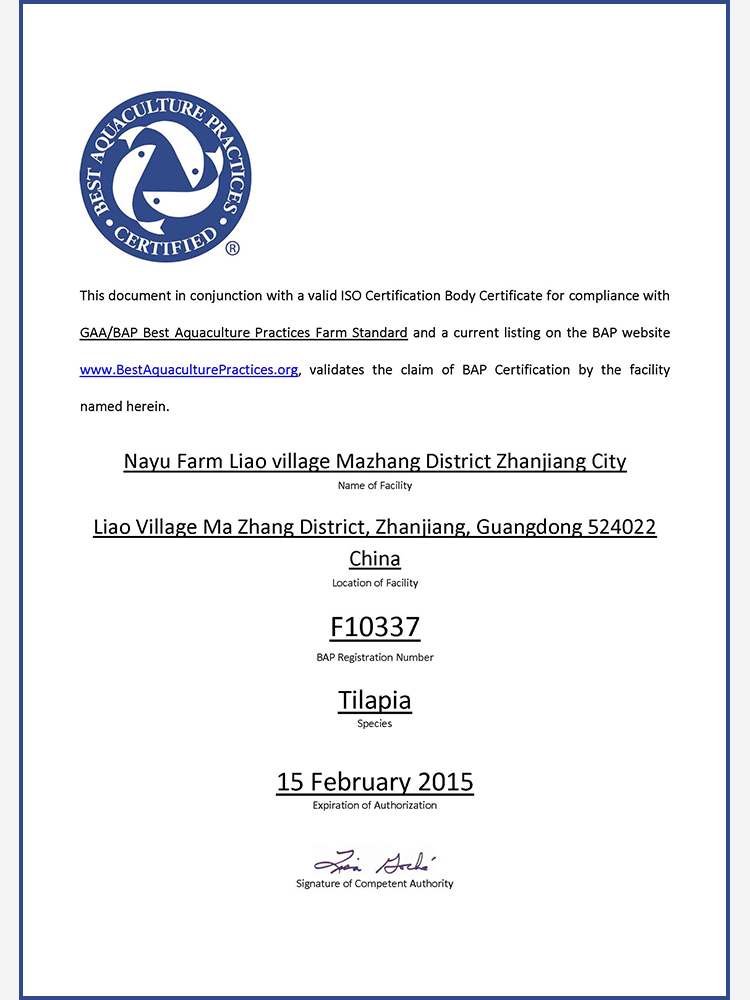 BEST AQUACULTURE PRACTICES
• CERTIFIED •
®
This document in conjunction with a valid ISO Certification Body Certificate for compliance with
GAA/BAP Best Aquaculture Practices Farm Standard and a current listing on the BAP website
www.BestAquaculturePractices.org, validates the claim of BAP Certification by the facility
named herein.
Nayu Farm Liao village Mazhang District Zhanjiang City
Name of Facility
Liao Village Ma Zhang District, Zhanjiang, Guangdong 524022
China
Location of Facility
F10337
BAP Registration Number
Tilapia
Species
15 February 2015
Expiration of Authorization
Signature of Competent Authority